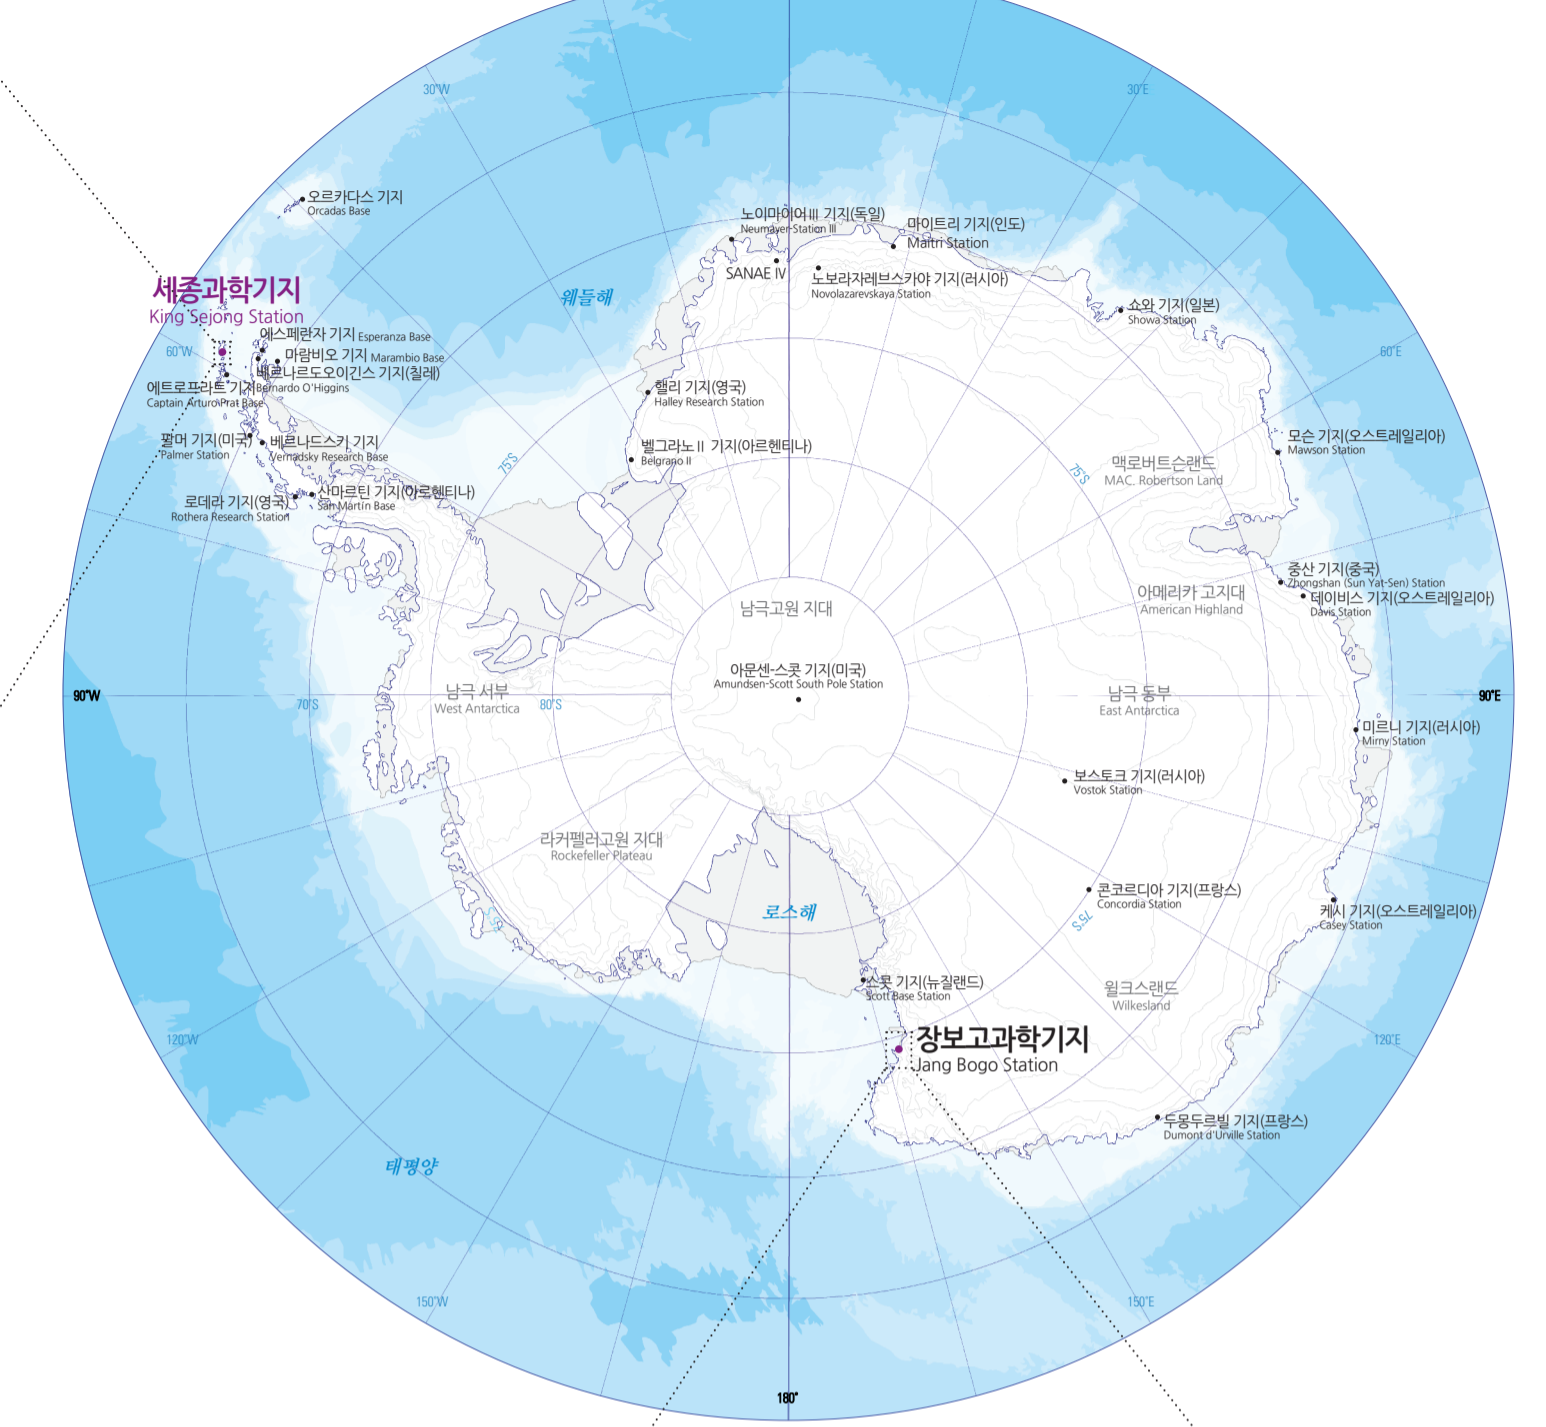 30°W
30°E
오르카다스 기지
Orcadas Base
노이마이어Ⅲ 기지(독일)
Neumayer-Station III
마이트리 기지(인도)
Maitri Station
SANAE Ⅳ
노보라자레브스카야 기지(러시아)
Novolazarevskaya Station
세종과학기지
King Sejong Station
웨들해
쇼와 기지(일본)
Showa Station
에스페란자 기지 Esperanza Base
60°W
마람비오 기지 Marambio Base
60°E
베르나르도오이긴스 기지(칠레)
Bernardo O'Higgins
에트로프라트 기지
Captain Arturo Prat Base
핼리 기지(영국)
Halley Research Station
팔머 기지(미국)
Palmer Station
베르나드스키 기지
Vernadsky Research Base
벨그라노Ⅱ 기지(아르헨티나)
Belgrano II
모슨 기지(오스트레일리아)
Mawson Station
75°S
75°S
맥로버트슨랜드
MAC. Robertson Land
로데라 기지(영국)
Rothera Research Station
산마르틴 기지(아르헨티나)
San Martín Base
중산 기지(중국)
Zhongshan (Sun Yat-Sen) Station
데이비스 기지(오스트레일리아)
Davis Station
아메리카 고지대
American Highland
남극고원 지대
아문센-스콧 기지(미국)
Amundsen-Scott South Pole Station
90°W
70°S
남극 서부
West Antarctica
80°S
남극 동부
East Antarctica
90°E
미르니 기지(러시아)
Mirny Station
보스토크 기지(러시아)
Vostok Station
라커펠러고원 지대
Rockefeller Plateau
콘코르디아 기지(프랑스)
Concordia Station
75°S
로스해
케시 기지(오스트레일리아)
Casey Station
스콧 기지(뉴질랜드)
Scott Base Station
윌크스랜드
Wilkesland
장보고과학기지
Jang Bogo Station
120°W
120°E
두몽두르빌 기지(프랑스)
Dumont d'Urville Station
태평양
150°W
150°E
180°